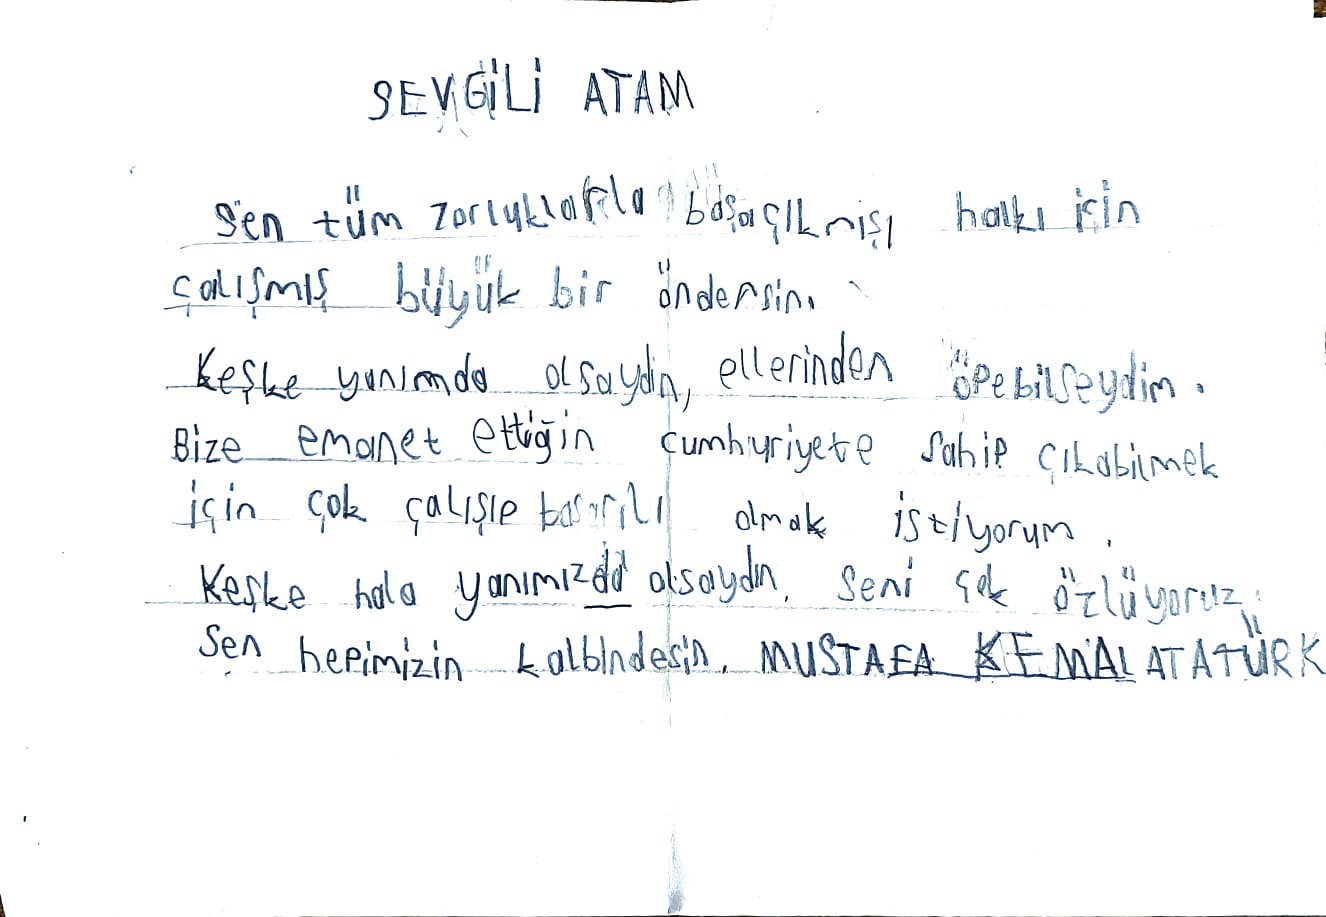 SEVGİLİ ATAM
Sen tüm zorluklarla başaçıkmışı halkı için
çalışmış büyük bir öndersin.
Keşke yanımda olsaydın, ellerinden öpebilseydim.
Bize emanet ettiğin cumhuriyete sahip çıkabilmek
için çok çalışıp başarılı olmak istiyorum.
Keşke hala yanımızda olsaydın, seni çok özlüyoruz.
Sen hepimizin kalbindesin. MUSTAFA KEMAL ATATÜRK